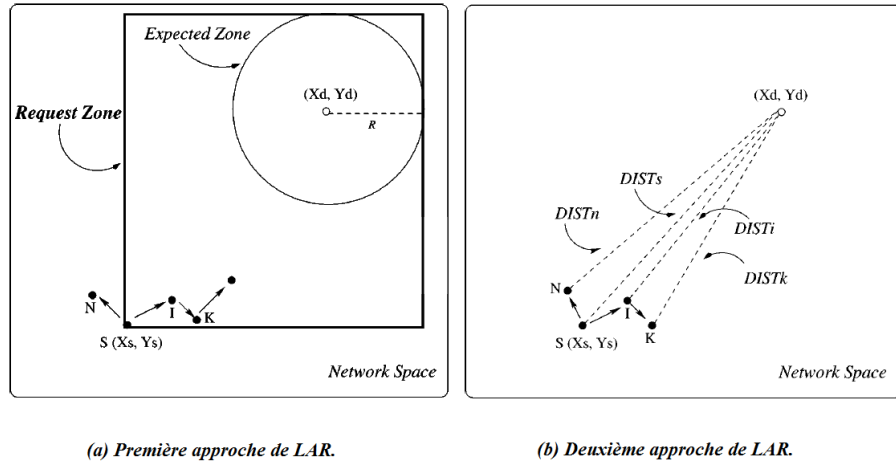 Expected Zone
(Xd, Yd)
R
Request Zone
N
I
K
S (Xs, Ys)
Network Space
(a) Première approche de LAR.
(Xd, Yd)
DISTs
DISTn
DISTi
DISTk
N
I
S (Xs, Ys)
K
Network Space
(b) Deuxième approche de LAR.